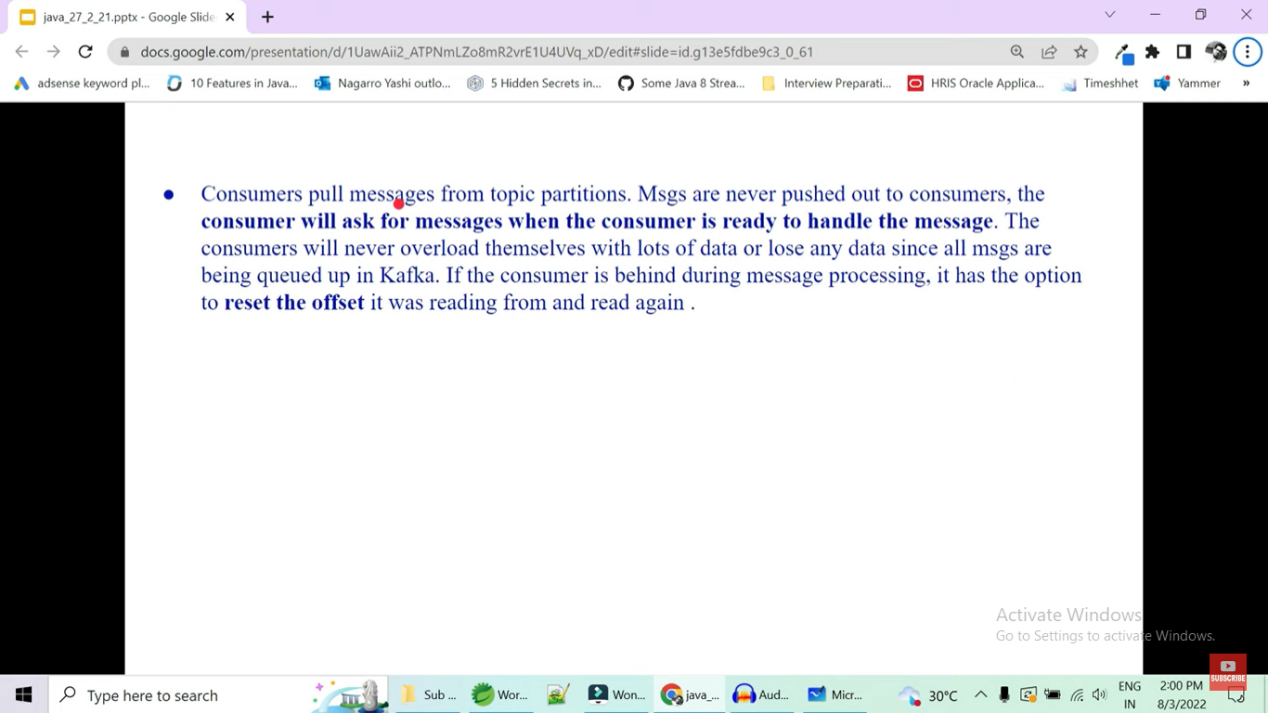 java_27_2_21.pptx - Google Slide
docs.google.com/presentation/d/1UawAii2_ATPNmLZo8mR2vrE1U4UVq_xD/edit#slide=id.g13e5fdbe9c3_0_61
adsense keyword pl... 10 Features in Java... Nagarro Yashi outlo... 5 Hidden Secrets in... Some Java 8 Strea... Interview Preparati... HRIS Oracle Applica... Timeshhet Yammer »
● Consumers pull messages from topic partitions. Msgs are never pushed out to consumers, the
consumer will ask for messages when the consumer is ready to handle the message. The
consumers will never overload themselves with lots of data or lose any data since all msgs are
being queued up in Kafka. If the consumer is behind during message processing, it has the option
to reset the offset it was reading from and read again .
Activate Windows
Go to Settings to activate Windows.
SUBSCRIBE
Type here to search Sub ... Wor... Won... java_... Aud... Micr... 30°C ENG 2:00 PM
IN 8/3/2022